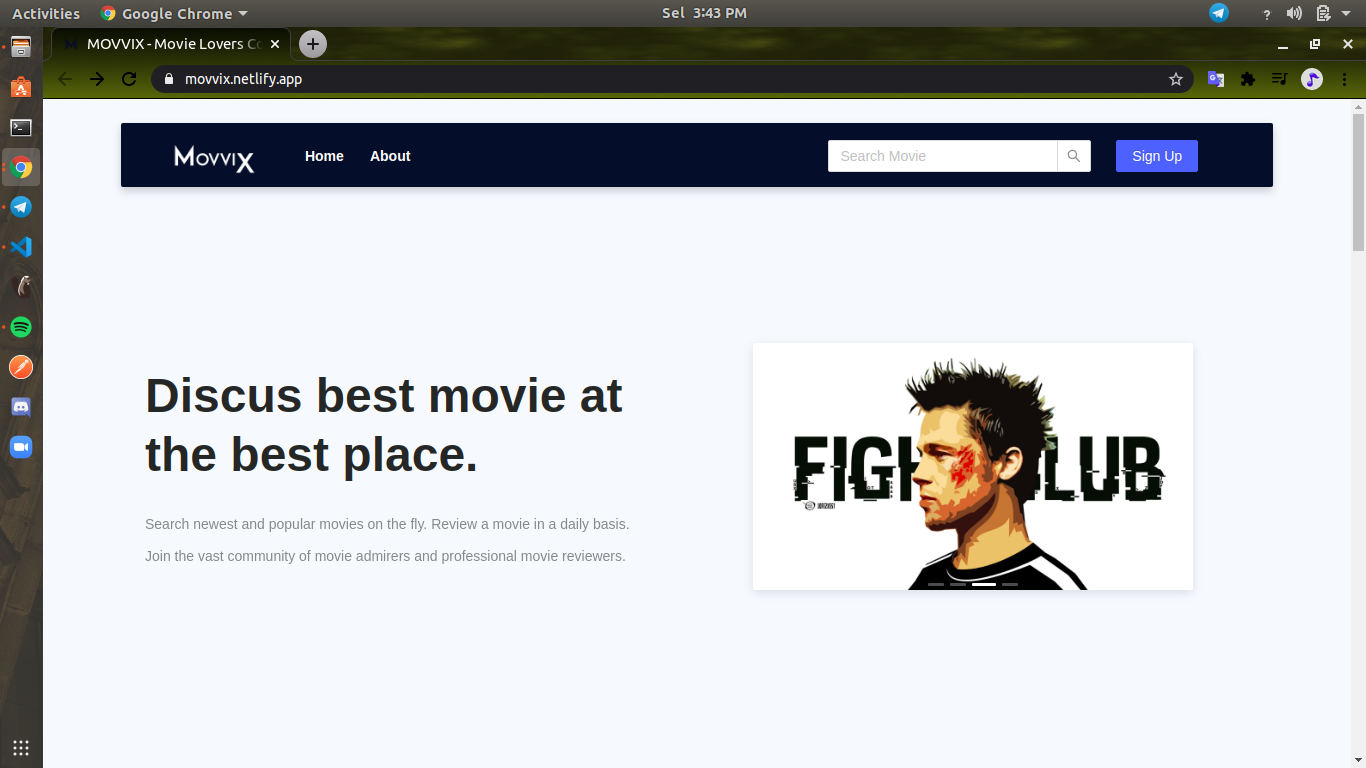 Activities
Google Chrome
Sel 3:43 PM
?
MOVVIX - Movie Lovers Co
movvix.netlify.app
MOVVIX
Home
About
Search Movie
Sign Up
Discus best movie at
the best place.
Search newest and popular movies on the fly. Review a movie in a daily basis.
Join the vast community of movie admirers and professional movie reviewers.